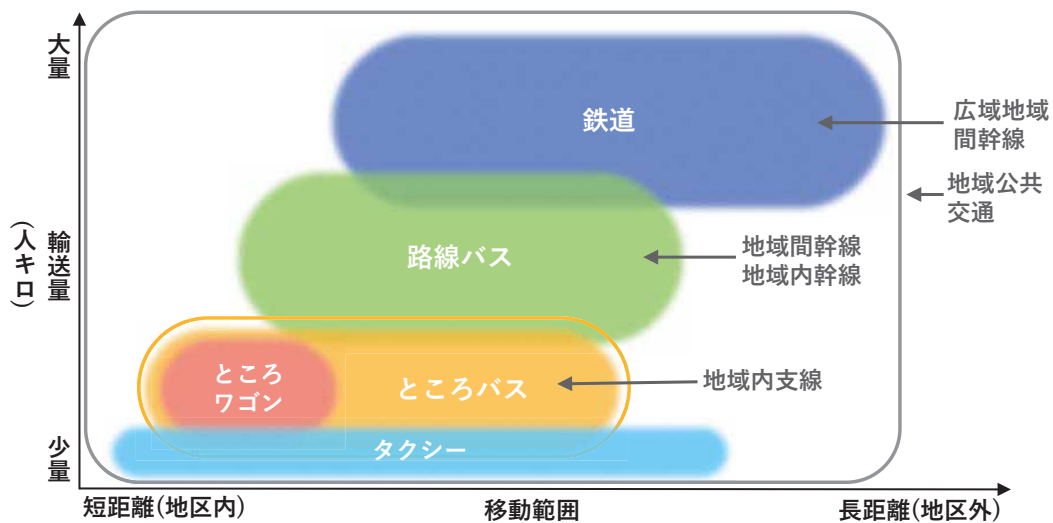 大量
鉄道
広域地域
間幹線
地域公共
交通
輸送量
(人キロ)
路線バス
地域間幹線
地域内幹線
ところ
ワゴン
ところバス
地域内支線
少量
タクシー
短距離(地区内)
移動範囲
長距離(地区外)